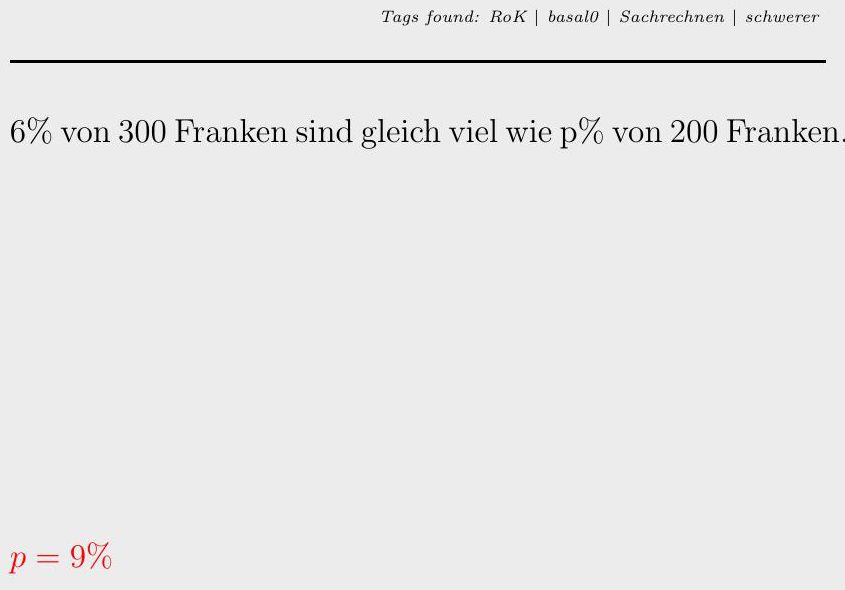 Tags found: RoK | basal0 | Sachrechnen | schwerer
6% von 300 Franken sind gleich viel wie p% von 200 Franken.
p = 9%